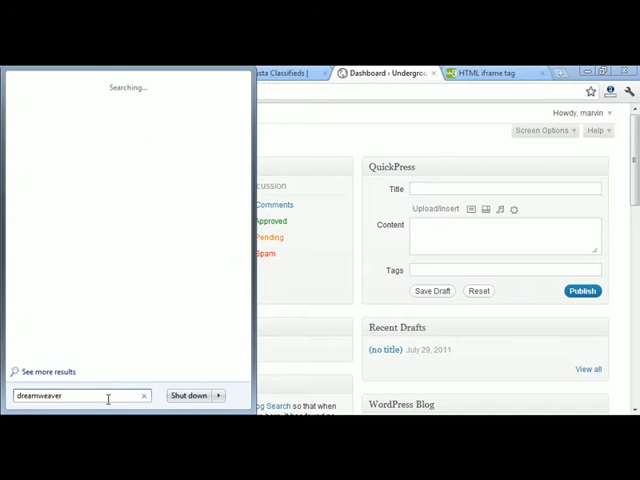 Searching...
See more results
dreamweaver
Shut down
usta Classifieds |
Dashboard ‹ Undergrou
HTML iframe tag
Howdy, marvin
Screen Options
Help
cussion
Comments
Approved
Pending
Spam
QuickPress
Title
Upload/Insert
Content
Tags
Save Draft
Reset
Publish
Recent Drafts
(no title) July 29, 2011
View all
WordPress Blog
og Search so that when